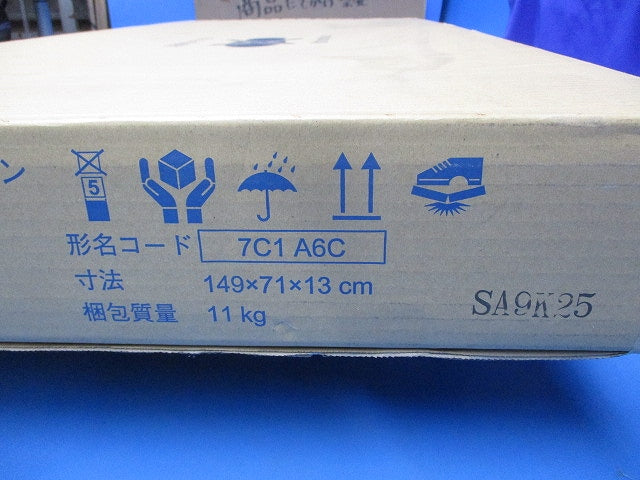 ン
5
形名コード 7C1 A6C
寸法 149×71×13 cm
梱包質量 11 kg
SA9K25